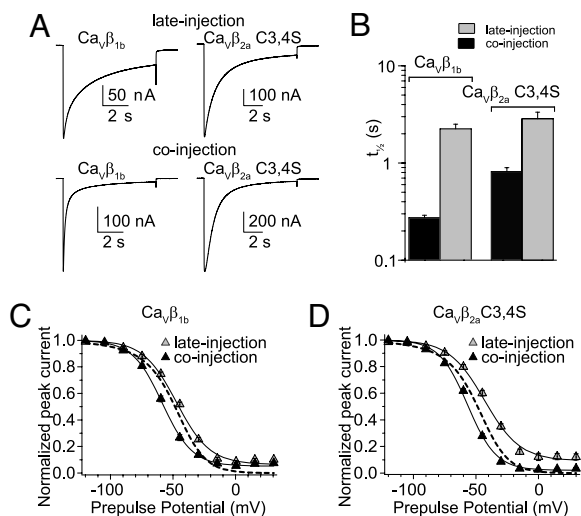 A
late-injection
Cavβ1b
Cavβ2a C3,4S
50 nA
2 s
100 nA
2 s
co-injection
Cavβ1b
Cavβ2a C3,4S
100 nA
2 s
200 nA
2 s
B
late-injection
co-injection
Cavβ1b
Cavβ2a C3,4S
t½ (s)
10
1
0.1
C
Cavβ1b
late-injection
co-injection
Normalized peak current
1.0
0.8
0.6
0.4
0.2
0.0
-100
-50
0
Prepulse Potential (mV)
D
Cavβ2aC3,4S
late-injection
co-injection
Normalized peak current
1.0
0.8
0.6
0.4
0.2
0.0
-100
-50
0
Prepulse Potential (mV)